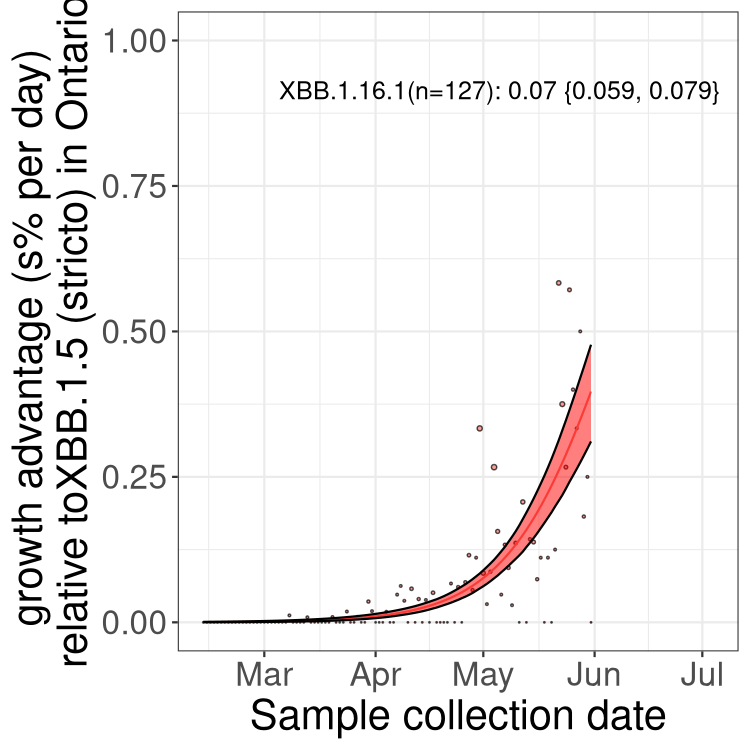 growth advantage (s% per day)
relative toXBB.1.5 (stricto) in Ontario
1.00
0.75
0.50
0.25
0.00
XBB.1.16.1(n=127): 0.07 {0.059, 0.079}
Mar Apr May Jun Jul
Sample collection date